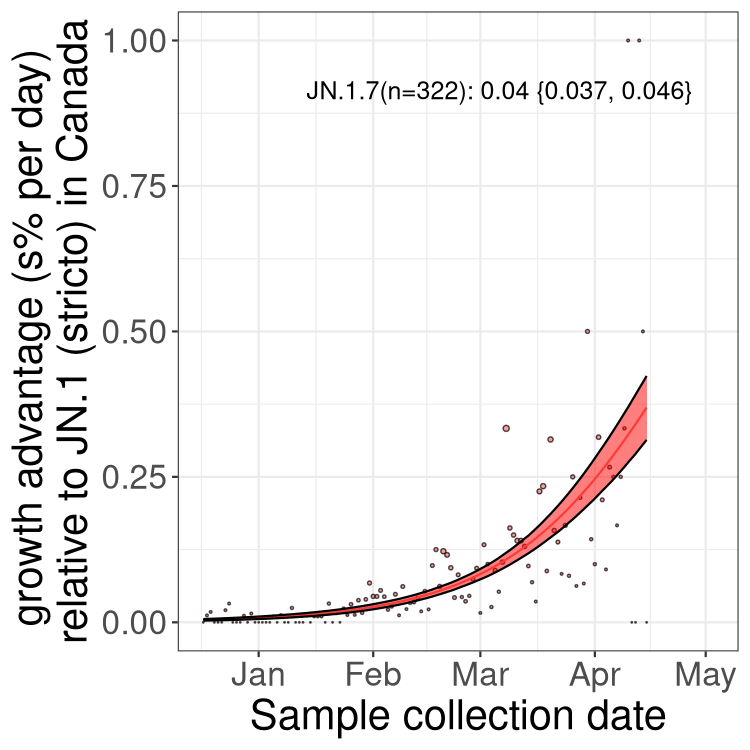 growth advantage (s% per day)
relative to JN.1 (stricto) in Canada
1.00
JN.1.7(n=322): 0.04 {0.037, 0.046}
0.75
0.50
0.25
0.00
Jan Feb Mar Apr May
Sample collection date